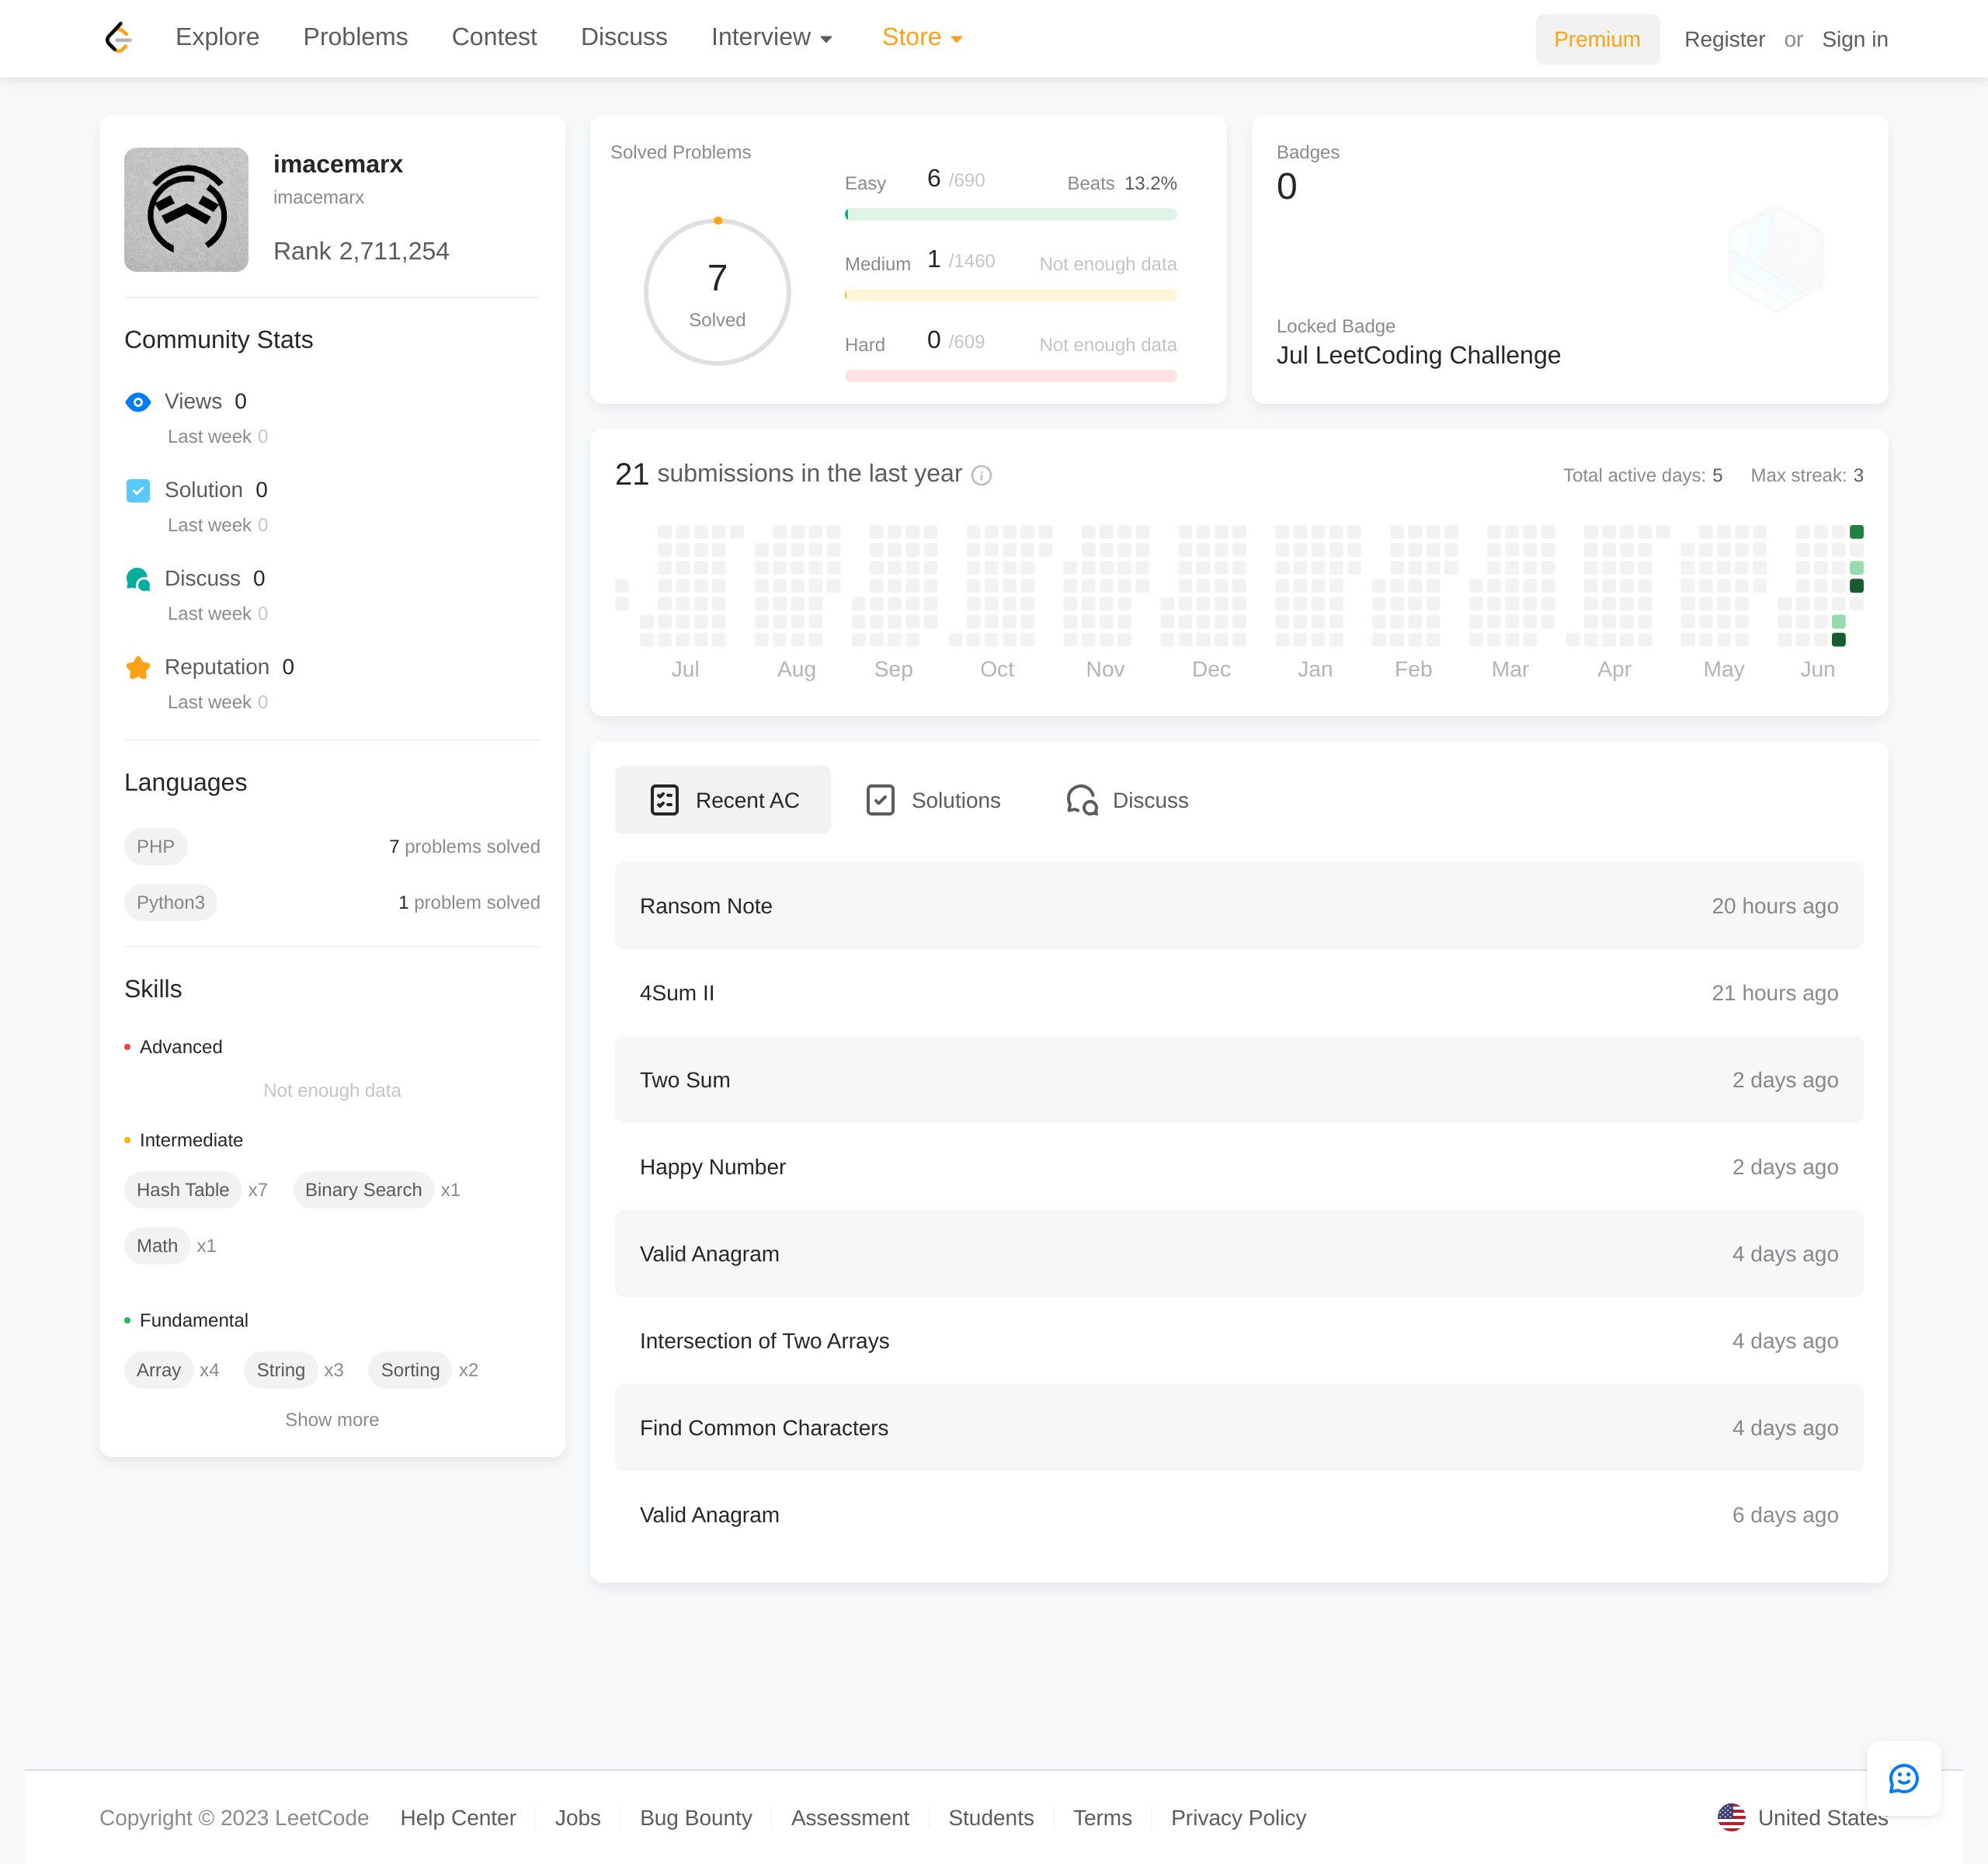 Explore Problems Contest Discuss Interview Store Premium Register or Sign in
imacemarx
imacemarx
Rank 2,711,254
Community Stats
Views 0
Last week 0
Solution 0
Last week 0
Discuss 0
Last week 0
Reputation 0
Last week 0
Languages
PHP 7 problems solved
Python3 1 problem solved
Skills
Advanced
Not enough data
Intermediate
Hash Table x7 Binary Search x1
Math x1
Fundamental
Array x4 String x3 Sorting x2
Show more
Solved Problems
7
Solved
Easy 6 /690 Beats 13.2%
Medium 1 /1460 Not enough data
Hard 0 /609 Not enough data
Badges
0
Locked Badge
Jul LeetCoding Challenge
21 submissions in the last year Total active days: 5 Max streak: 3
Jul Aug Sep Oct Nov Dec Jan Feb Mar Apr May Jun
Recent AC Solutions Discuss
Ransom Note 20 hours ago
4Sum II 21 hours ago
Two Sum 2 days ago
Happy Number 2 days ago
Valid Anagram 4 days ago
Intersection of Two Arrays 4 days ago
Find Common Characters 4 days ago
Valid Anagram 6 days ago
Copyright © 2023 LeetCode Help Center Jobs Bug Bounty Assessment Students Terms Privacy Policy United States